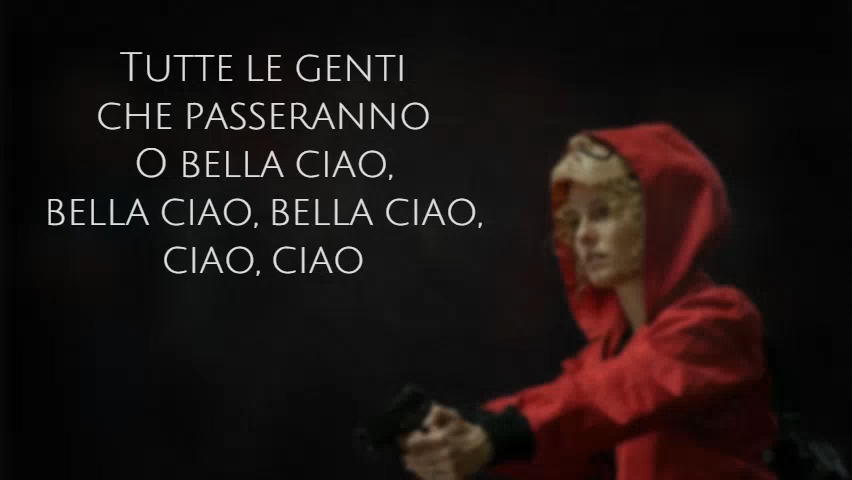 Tutte le genti
che passeranno
O bella ciao,
bella ciao, bella ciao,
ciao, ciao